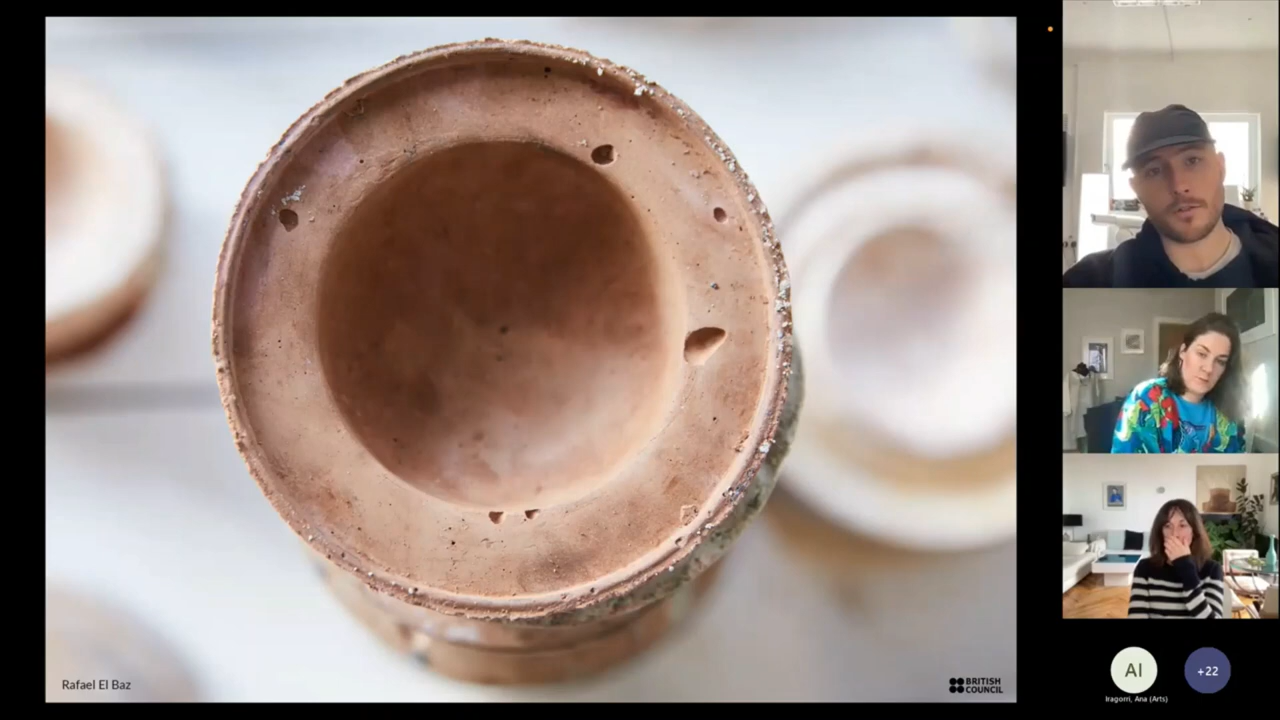 Rafael El Baz
BRITISH
COUNCIL
AI
+22
Iragorri, Ana (Arts)